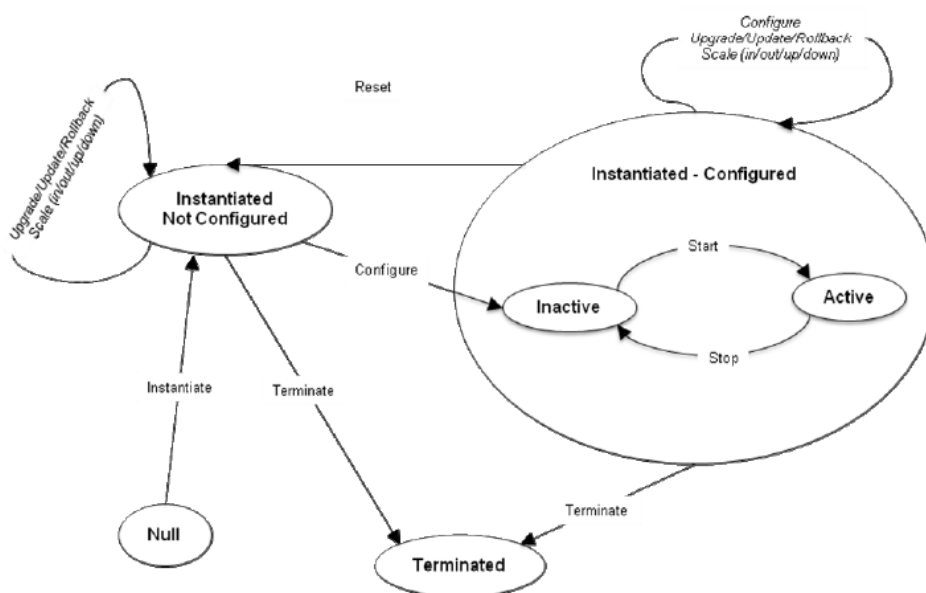 Configure
Upgrade/Update/Rollback
Scale (in/out/up/down)
Reset
Upgrade/Update/Rollback
Scale (in/out/up/down)
Instantiated
Not Configured
Instantiated - Configured
Configure
Start
Inactive
Active
Stop
Instantiate
Terminate
Null
Terminate
Terminated